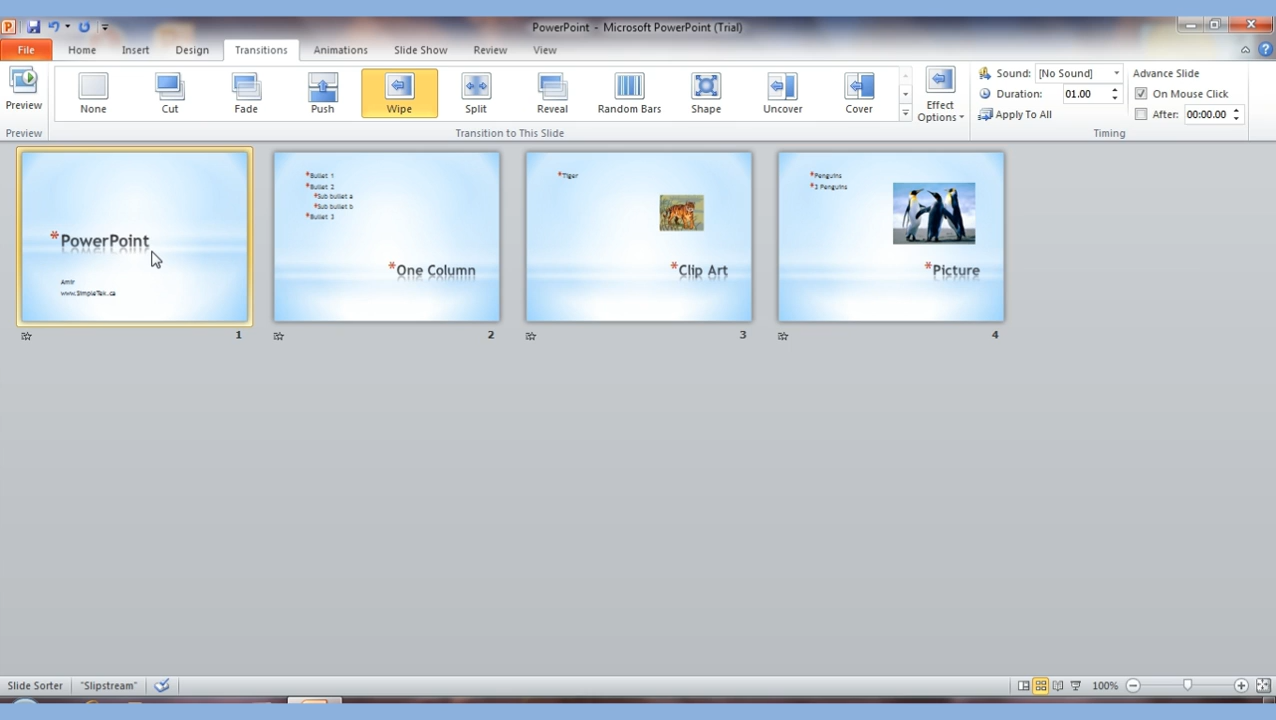 PowerPoint - Microsoft PowerPoint (Trial)
File Home Insert Design Transitions Animations Slide Show Review View
Preview
None Cut Fade Push Wipe Split Reveal Random Bars Shape Uncover Cover
Effect Options
Sound: [No Sound]
Duration: 01.00
Apply To All
Advance Slide
On Mouse Click
After: 00:00.00
Preview Transition to This Slide Timing
*PowerPoint
Amir
www.SimpleTek.ca
1
*Bullet 1
*Bullet 2
*Sub bullet a
*Sub bullet b
*Bullet 3
*One Column
2
*Tiger
*Clip Art
3
*Penguins
*3 Penguins
*Picture
4
Slide Sorter "Slipstream" 100%